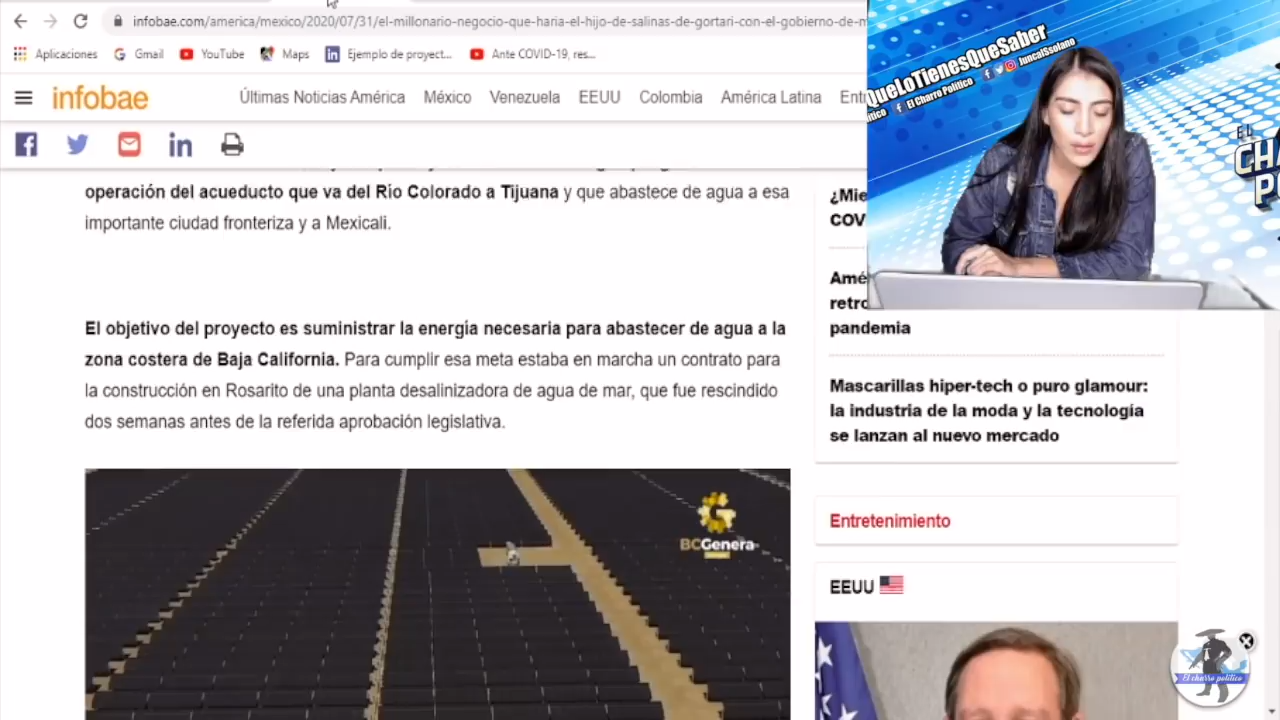 infobae.com/america/mexico/2020/07/31/el-millonario-negocio-que-haria-el-hijo-de-salinas-de-gortari-con-el-gobierno-de-m
Aplicaciones Gmail YouTube Maps Ejemplo de proyect... Ante COVID-19, res...
infobae Últimas Noticias América México Venezuela EEUU Colombia América Latina Entr
QueLoTienesQueSaber
ítico El Charro Político JuncalSsolano
EL
CHA
PO
operación del acueducto que va del Río Colorado a Tijuana y que abastece de agua a esa
importante ciudad fronteriza y a Mexicali.
El objetivo del proyecto es suministrar la energía necesaria para abastecer de agua a la
zona costera de Baja California. Para cumplir esa meta estaba en marcha un contrato para
la construcción en Rosarito de una planta desalinizadora de agua de mar, que fue rescindido
dos semanas antes de la referida aprobación legislativa.
BCGenera
¿Mie
COV
Amé
retro
pandemia
Mascarillas hiper-tech o puro glamour:
la industria de la moda y la tecnología
se lanzan al nuevo mercado
Entretenimiento
EEUU
El charro político